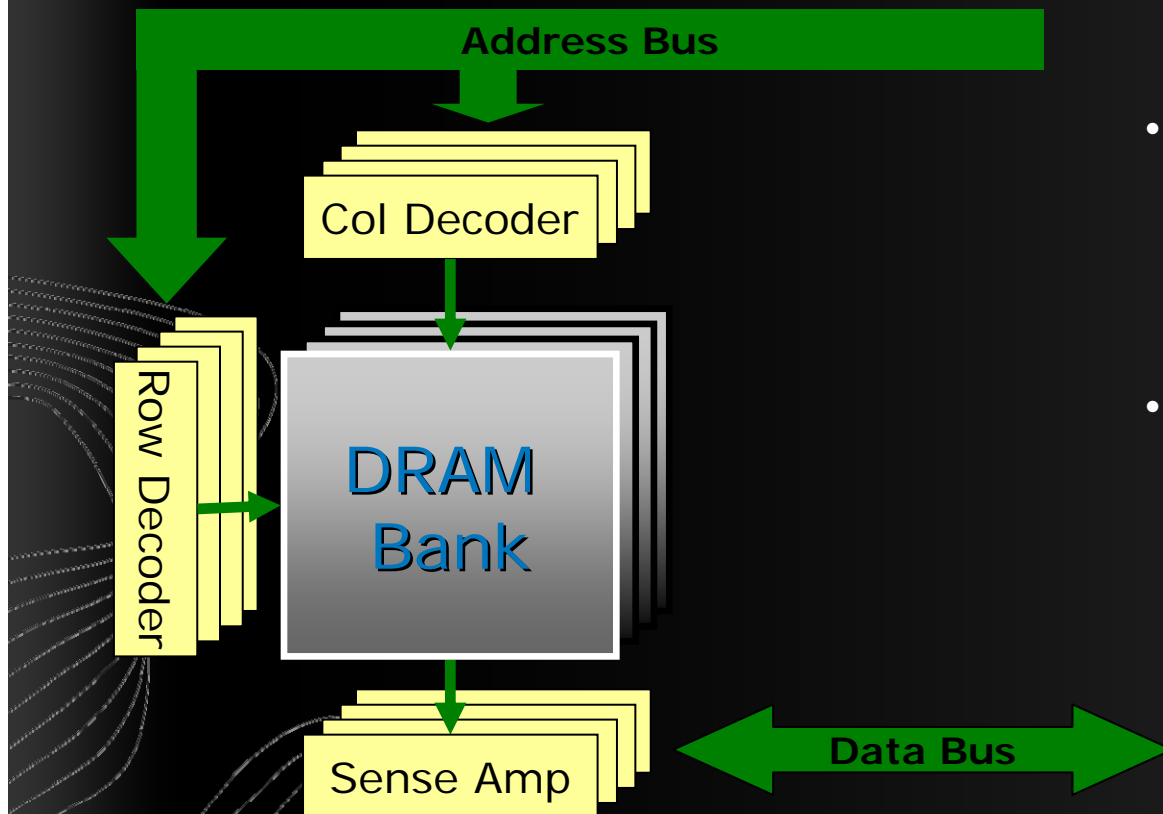 Address Bus
Col Decoder
Row Decoder
DRAM
Bank
Sense Amp
Data Bus